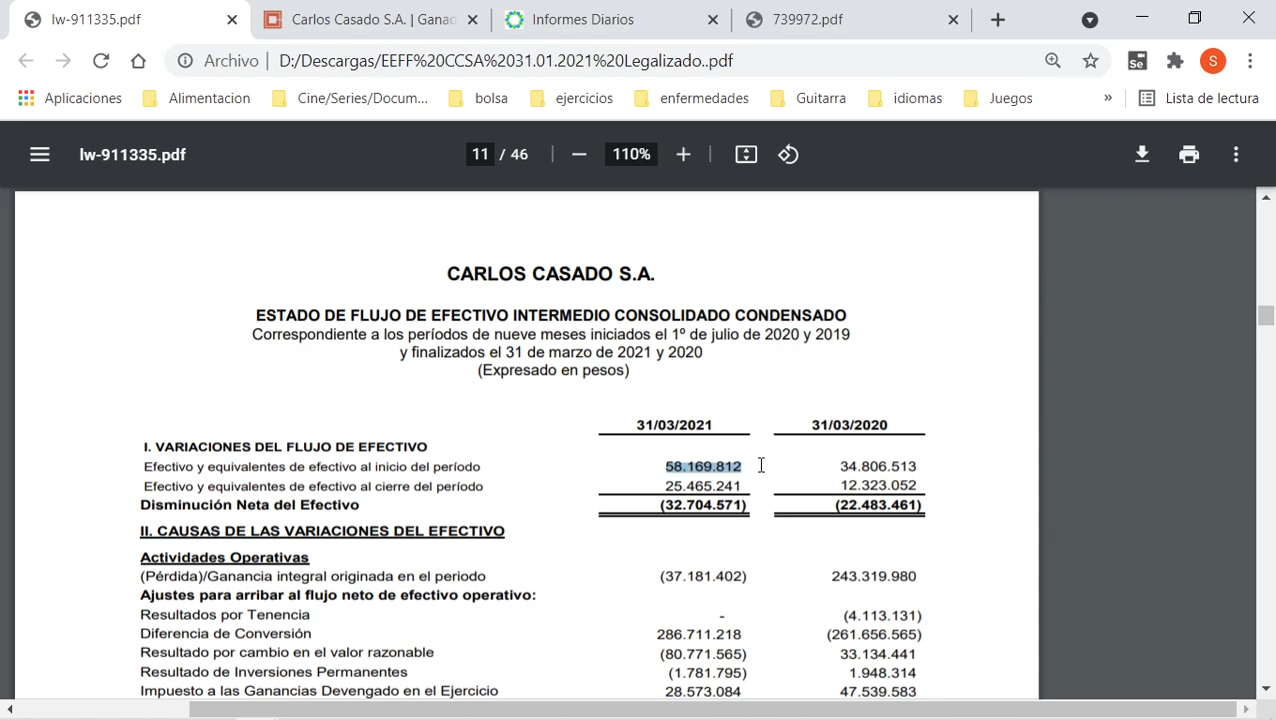 lw-911335.pdf
Carlos Casado S.A. | Ganad
Informes Diarios
739972.pdf
Archivo | D:/Descargas/EEFF%20CCSA%2031.01.2021%20Legalizado..pdf
Se
S
Aplicaciones
Alimentacion
Cine/Series/Docum...
bolsa
ejercicios
enfermedades
Guitarra
idiomas
Juegos
»
Lista de lectura
lw-911335.pdf
11 / 46
110%
CARLOS CASADO S.A.
ESTADO DE FLUJO DE EFECTIVO INTERMEDIO CONSOLIDADO CONDENSADO
Correspondiente a los períodos de nueve meses iniciados el 1º de julio de 2020 y 2019
y finalizados el 31 de marzo de 2021 y 2020
(Expresado en pesos)
31/03/2021 31/03/2020
I. VARIACIONES DEL FLUJO DE EFECTIVO
Efectivo y equivalentes de efectivo al inicio del período 58.169.812 34.806.513
Efectivo y equivalentes de efectivo al cierre del período 25.465.241 12.323.052
Disminución Neta del Efectivo (32.704.571) (22.483.461)
II. CAUSAS DE LAS VARIACIONES DEL EFECTIVO
Actividades Operativas
(Pérdida)/Ganancia integral originada en el periodo (37.181.402) 243.319.980
Ajustes para arribar al flujo neto de efectivo operativo:
Resultados por Tenencia - (4.113.131)
Diferencia de Conversión 286.711.218 (261.656.565)
Resultado por cambio en el valor razonable (80.771.565) 33.134.441
Resultado de Inversiones Permanentes (1.781.795) 1.948.314
Impuesto a las Ganancias Devengado en el Ejercicio 28.573.084 47.539.583